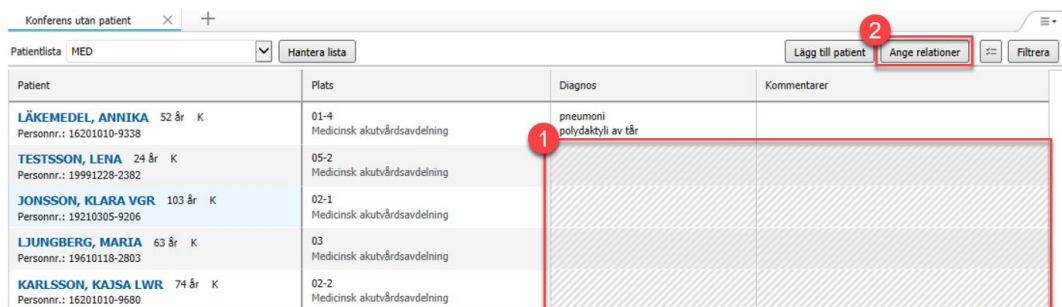 Konferens utan patient
2
Patientlista MED Hantera lista Lägg till patient Ange relationer Filtrera
Patient Plats Diagnos Kommentarer
LÄKEMEDEL, ANNIKA 52 år K 01-4 pneumoni
Personnr.: 16201010-9338 Medicinsk akutvårdsavdelning polydaktyli av tår
1
TESTSSON, LENA 24 år K 05-2
Personnr.: 19991228-2382 Medicinsk akutvårdsavdelning
JONSSON, KLARA VGR 103 år K 02-1
Personnr.: 19210305-9206 Medicinsk akutvårdsavdelning
LJUNGBERG, MARIA 63 år K 03
Personnr.: 19610118-2803 Medicinsk akutvårdsavdelning
KARLSSON, KAJSA LWR 74 år K 02-2
Personnr.: 16201010-9680 Medicinsk akutvårdsavdelning